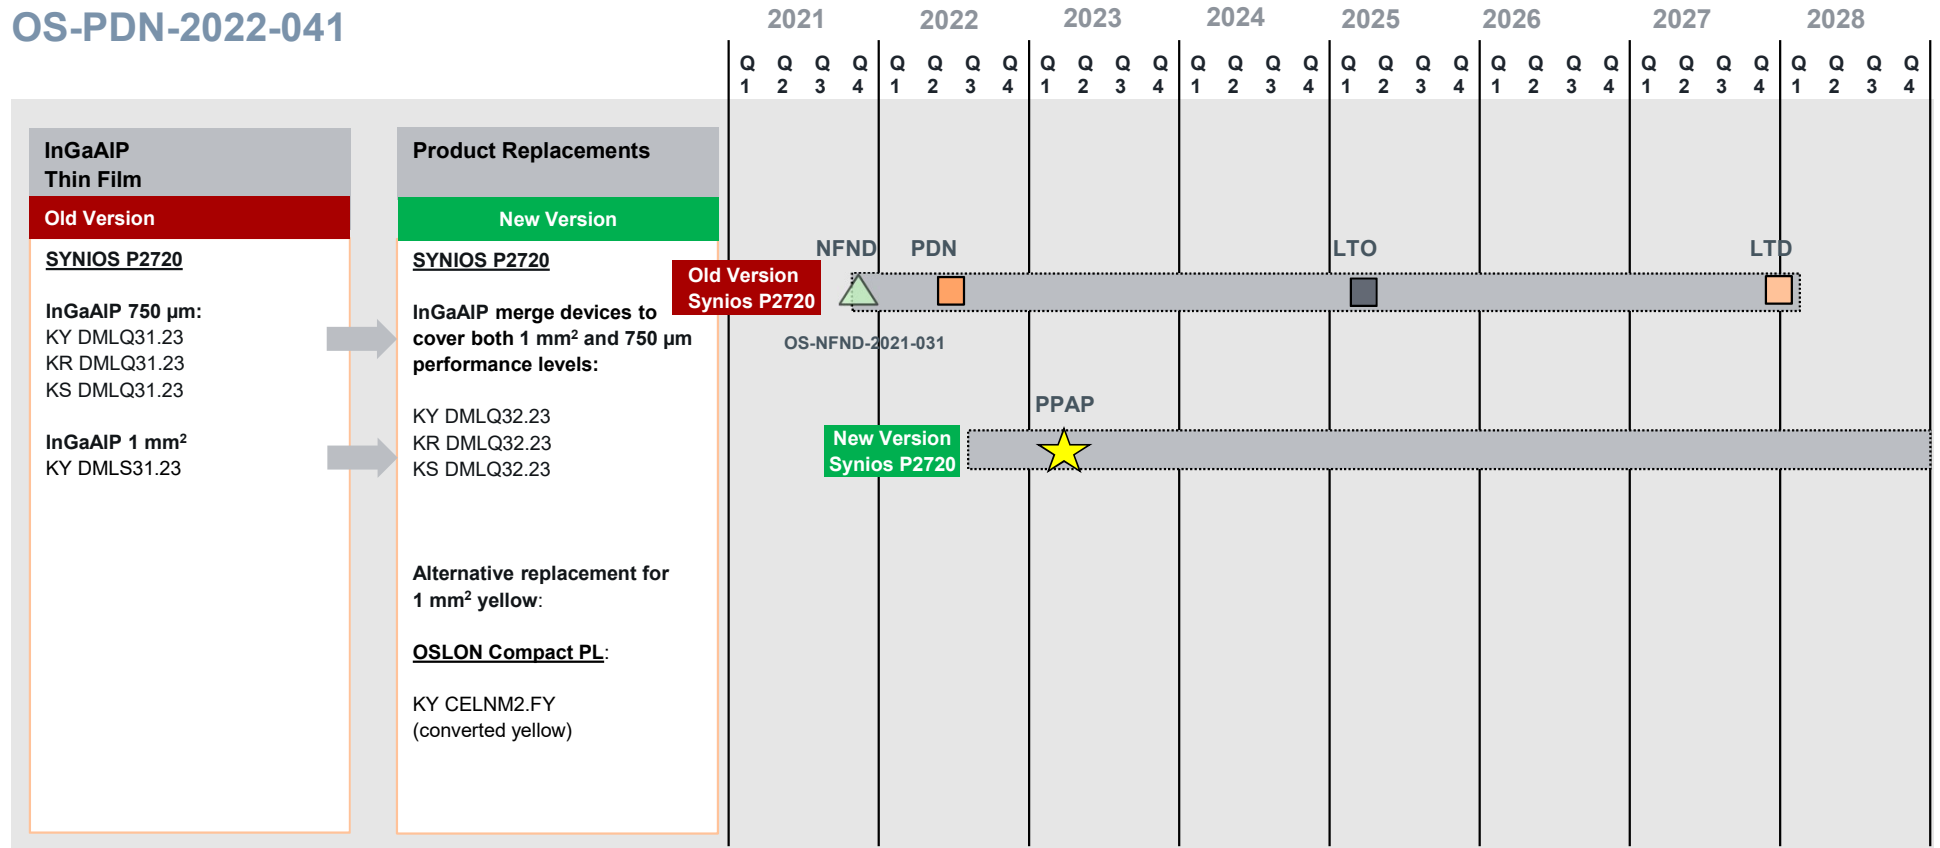 OS-PDN-2022-041
2021 2022 2023 2024 2025 2026 2027 2028
Q Q Q Q Q Q Q Q Q Q Q Q Q Q Q Q Q Q Q Q Q Q Q Q Q Q Q Q Q Q Q Q
1 2 3 4 1 2 3 4 1 2 3 4 1 2 3 4 1 2 3 4 1 2 3 4 1 2 3 4 1 2 3 4
InGaAlP
Thin Film
Old Version
SYNIOS P2720
InGaAlP 750 µm:
KY DMLQ31.23
KR DMLQ31.23
KS DMLQ31.23
InGaAlP 1 mm²
KY DMLS31.23
Product Replacements
New Version
SYNIOS P2720
InGaAlP merge devices to
cover both 1 mm² and 750 µm
performance levels:
KY DMLQ32.23
KR DMLQ32.23
KS DMLQ32.23
Alternative replacement for
1 mm² yellow:
OSLON Compact PL:
KY CELNM2.FY
(converted yellow)
NFND PDN LTO LTD
Old Version
Synios P2720
OS-NFND-2021-031
PPAP
New Version
Synios P2720